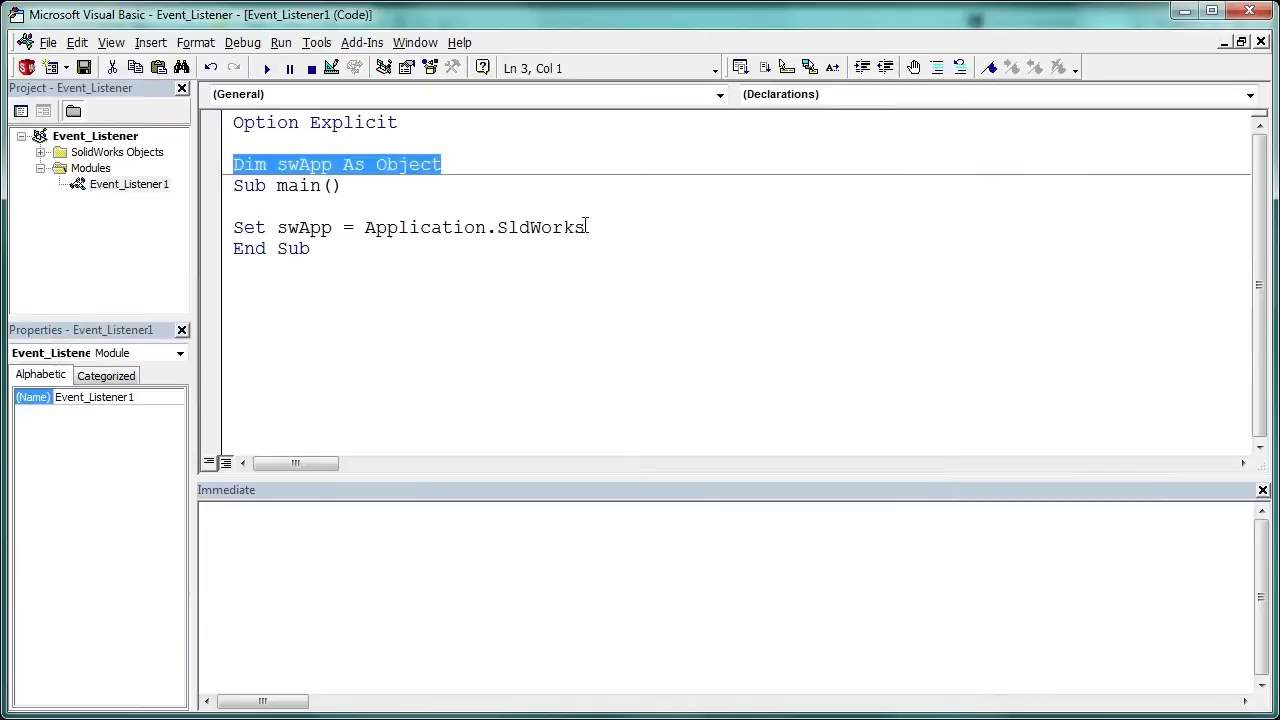 Microsoft Visual Basic - Event_Listener - [Event_Listener1 (Code)]
File Edit View Insert Format Debug Run Tools Add-Ins Window Help
Ln 3, Col 1
Project - Event_Listener
(General)
(Declarations)
Event_Listener
SolidWorks Objects
Modules
Event_Listener1
Option Explicit
Dim swApp As Object
Sub main()
Set swApp = Application.SldWorks
End Sub
Properties - Event_Listener1
Event_Listene Module
Alphabetic Categorized
(Name) Event_Listener1
Immediate